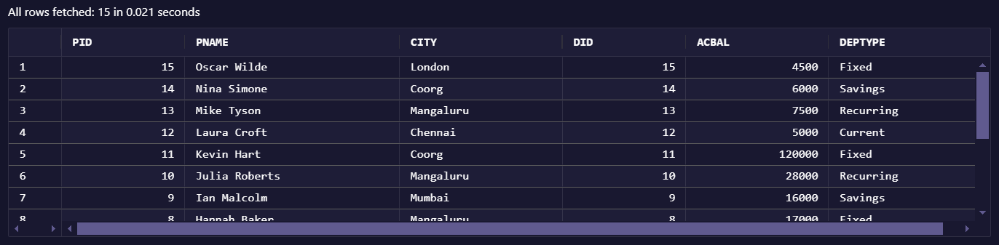 All rows fetched: 15 in 0.021 seconds
PID PNAME CITY DID ACBAL DEPTYPE
1 15 Oscar Wilde London 15 4500 Fixed
2 14 Nina Simone Coorg 14 6000 Savings
3 13 Mike Tyson Mangaluru 13 7500 Recurring
4 12 Laura Croft Chennai 12 5000 Current
5 11 Kevin Hart Coorg 11 120000 Fixed
6 10 Julia Roberts Mangaluru 10 28000 Recurring
7 9 Ian Malcolm Mumbai 9 16000 Savings
8 8 Hannah Baker Mangaluru 8 17000 Fixed